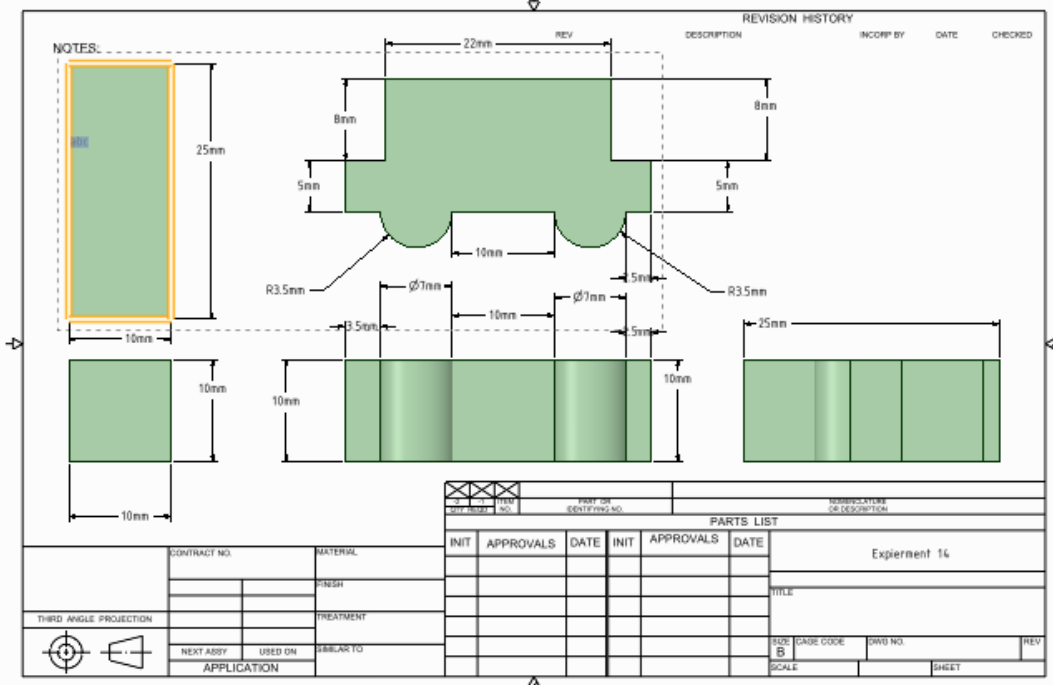 REVISION HISTORY
REV DESCRIPTION INCORP BY DATE CHECKED
NOTES:
abc
22mm
8mm
8mm
25mm
5mm
5mm
10mm
2.5mm
R3.5mm
R3.5mm
Ø7mm
Ø7mm
10mm
3.5mm
2.5mm
25mm
10mm
10mm
10mm
10mm
10mm
-2 -1 ITEM NO. PART OR IDENTIFYING NO. NOMENCLATURE OR DESCRIPTION
QTY REQD
PARTS LIST
INIT APPROVALS DATE INIT APPROVALS DATE
Expierment 14
CONTRACT NO. MATERIAL
FINISH
TITLE
THIRD ANGLE PROJECTION
TREATMENT
SIZE CAGE CODE DWG NO. REV
B
NEXT ASSY USED ON SIMILAR TO
APPLICATION
SCALE SHEET